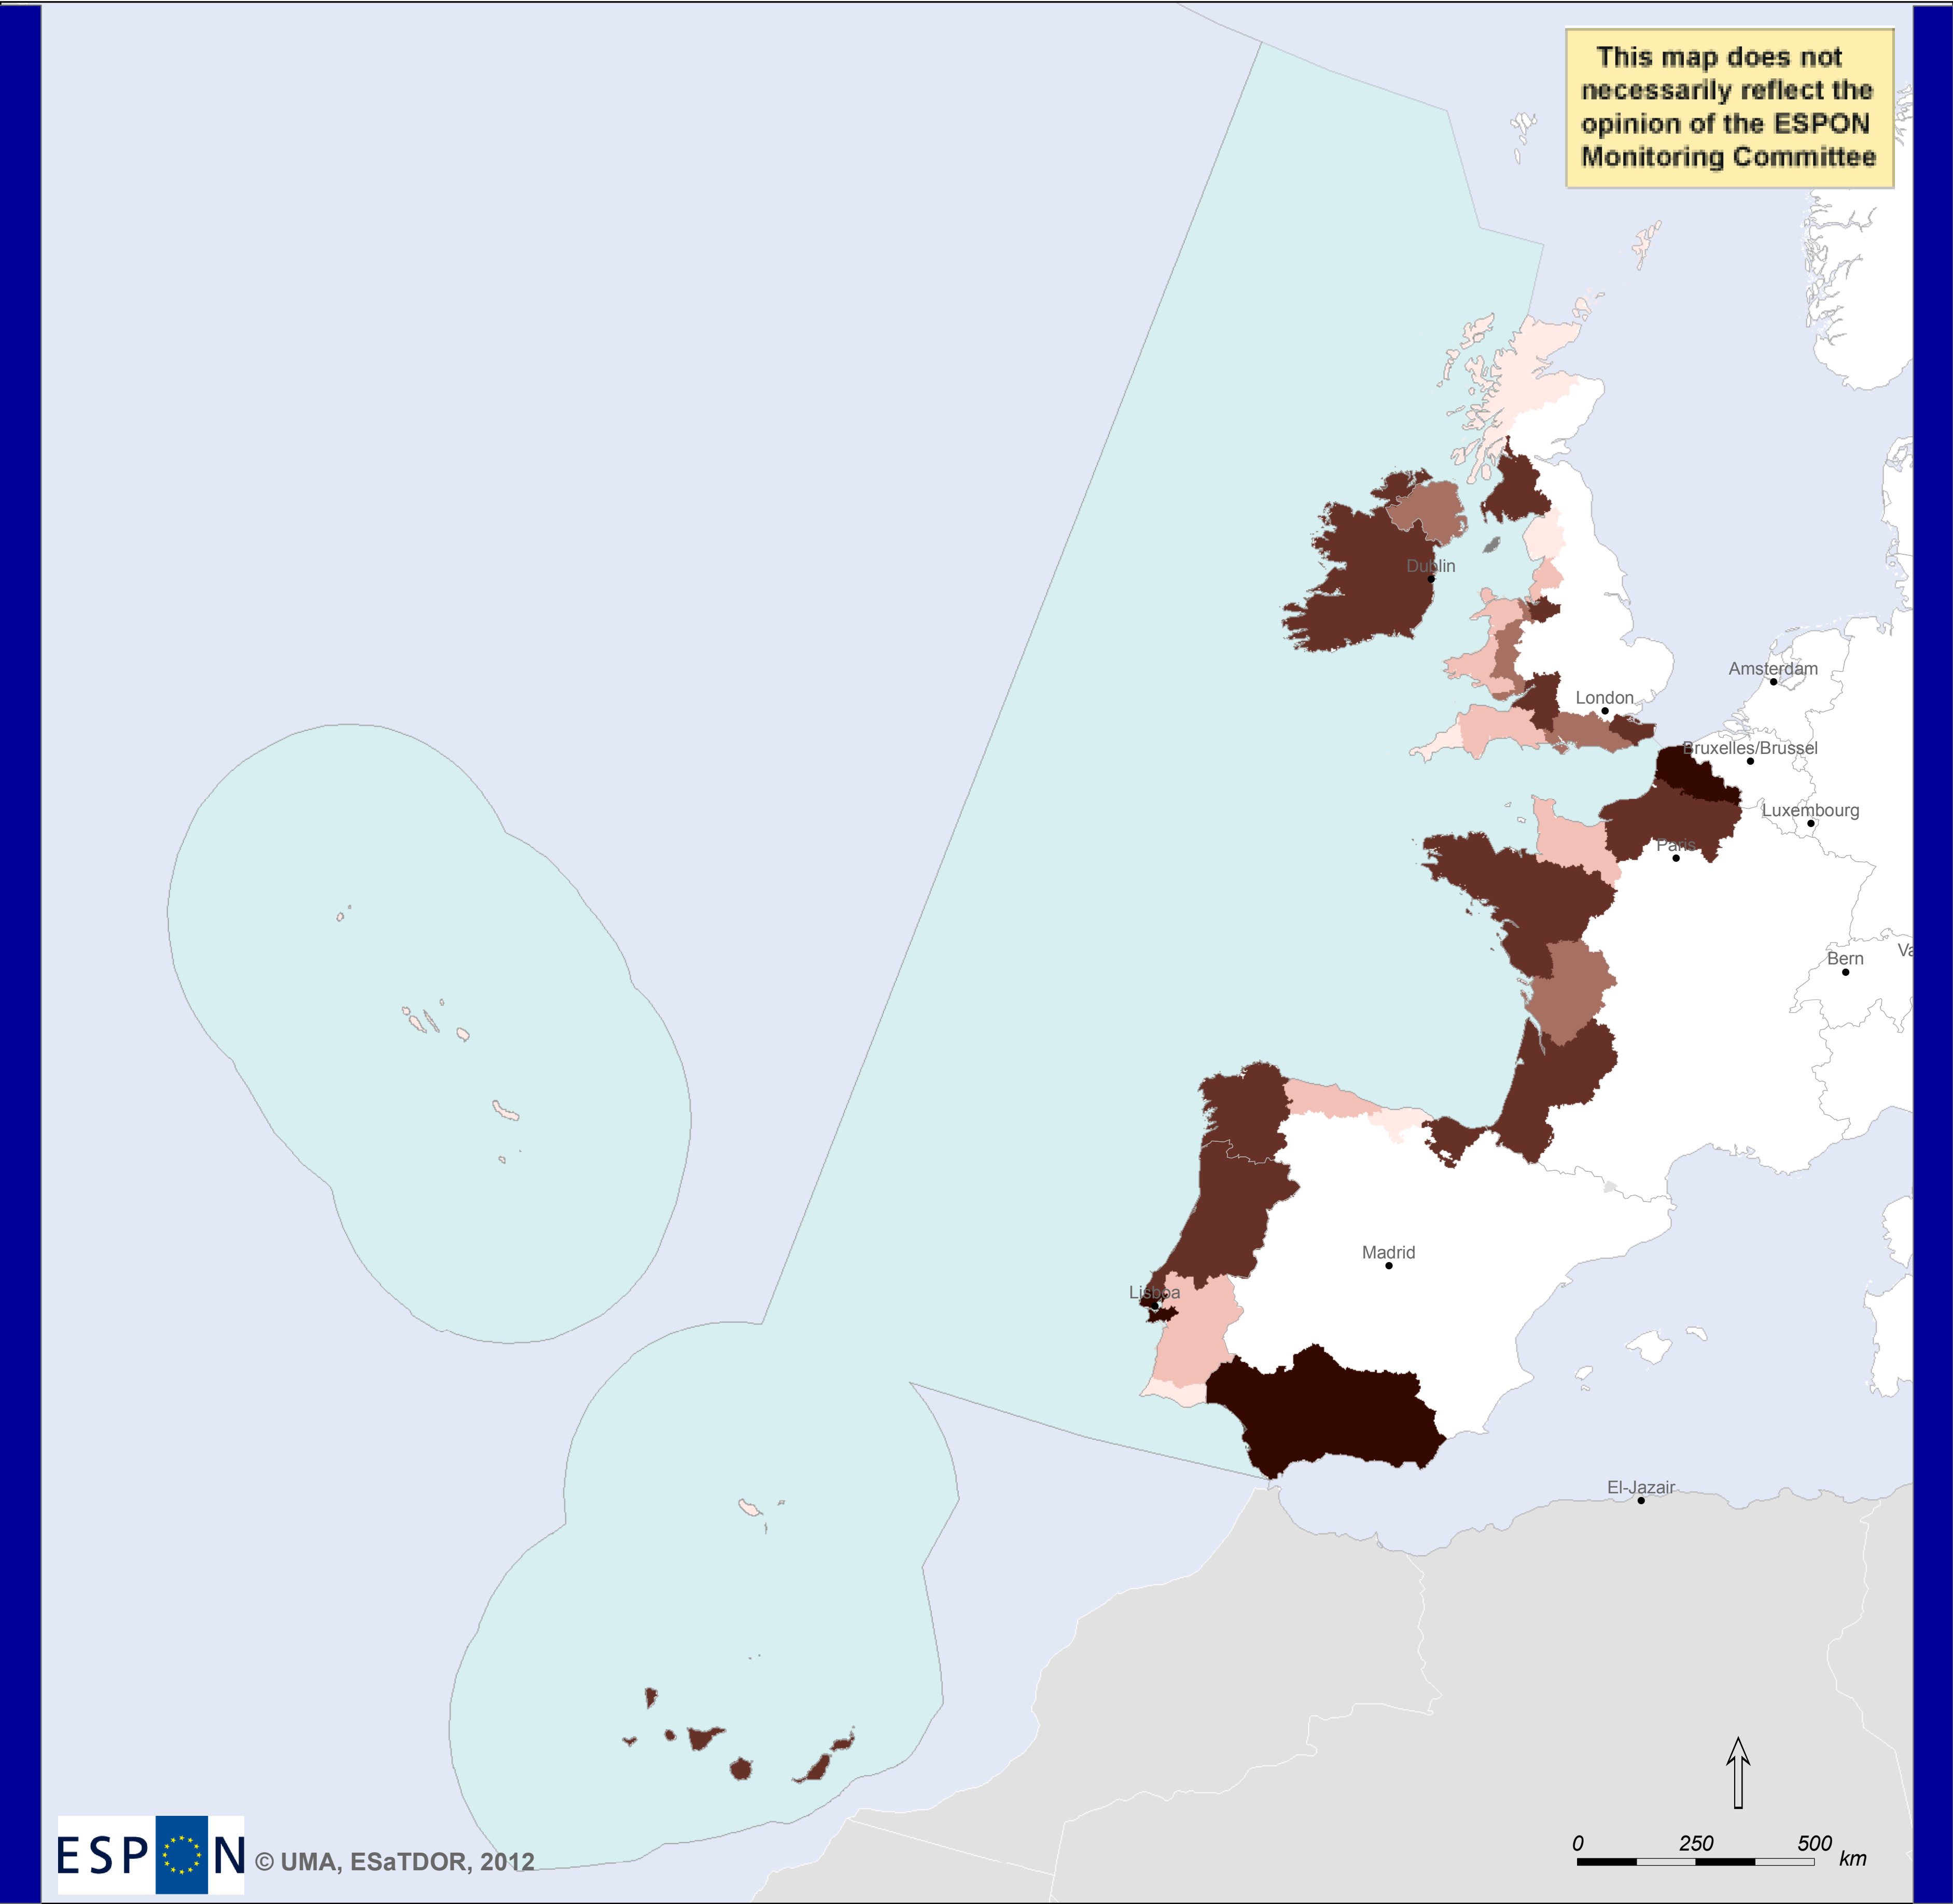 This map does not
necessarily reflect the
opinion of the ESPON
Monitoring Committee
Dublin
Amsterdam
London
Bruxelles/Brussel
Luxembourg
Paris
Bern
Va
Madrid
Lisboa
El-Jazair
0 250 500
km
ESPON
© UMA, ESaTDOR, 2012